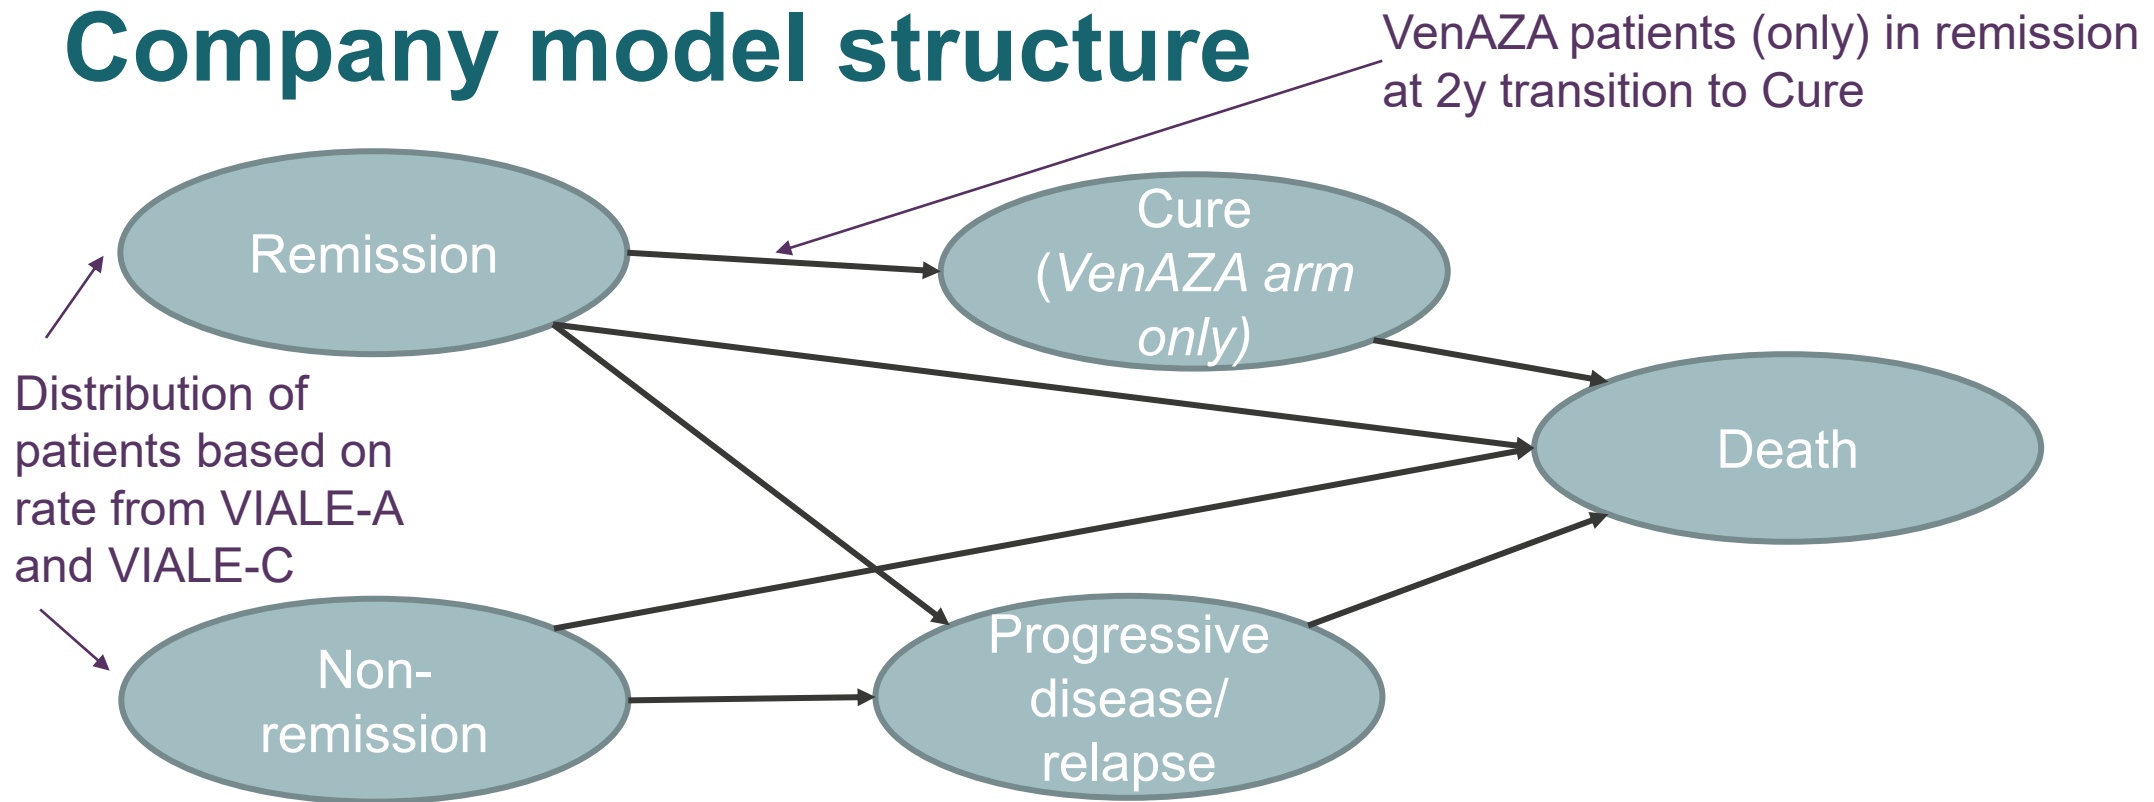 Company model structure
VenAZA patients (only) in remission
at 2y transition to Cure
Remission
Cure
(VenAZA arm
only)
Death
Distribution of
patients based on
rate from VIALE-A
and VIALE-C
Non-
remission
Progressive
disease/
relapse